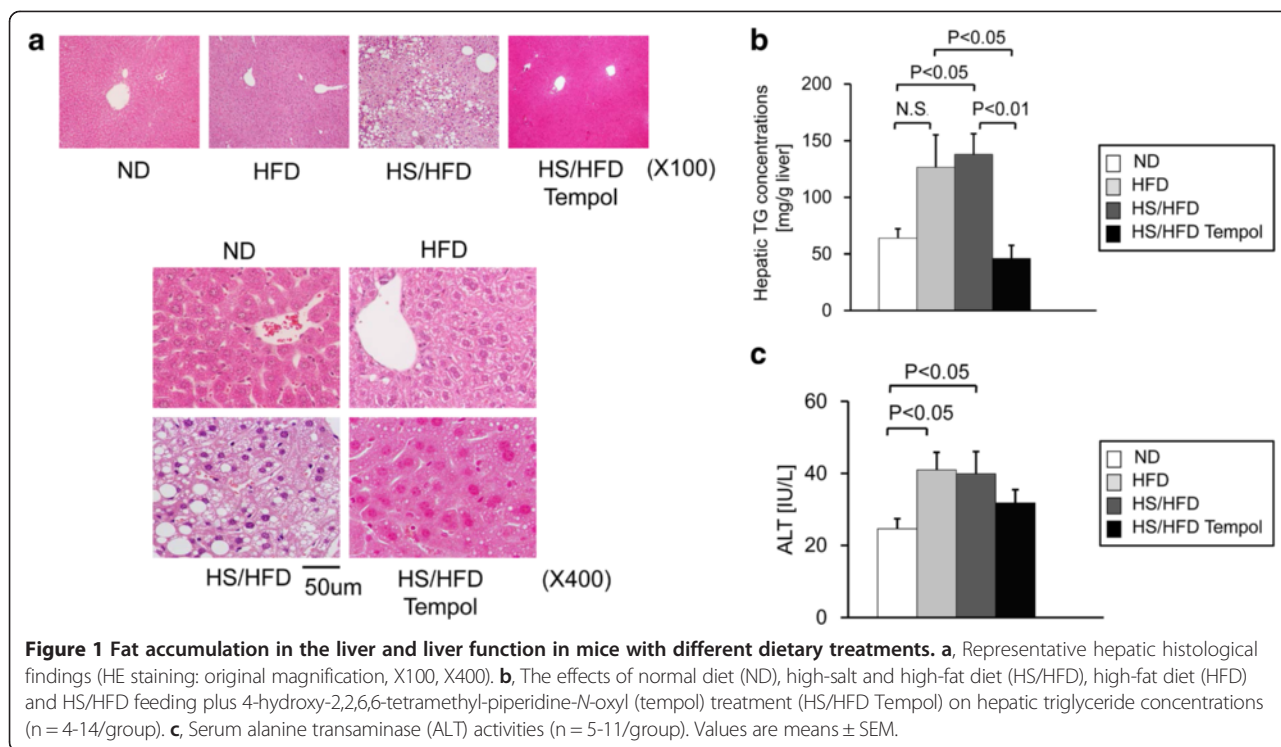 a
ND
HFD
HS/HFD
HS/HFD
Tempol
(X100)
ND
HFD
HS/HFD
50um
HS/HFD
Tempol
(X400)
b
P<0.05
P<0.05
N.S.
P<0.01
200
150
100
50
0
Hepatic TG concentrations
[mg/g liver]
ND
HFD
HS/HFD
HS/HFD Tempol
c
P<0.05
P<0.05
60
40
20
0
ALT [IU/L]
ND
HFD
HS/HFD
HS/HFD Tempol
Figure 1 Fat accumulation in the liver and liver function in mice with different dietary treatments. a, Representative hepatic histological
findings (HE staining: original magnification, X100, X400). b, The effects of normal diet (ND), high-salt and high-fat diet (HS/HFD), high-fat diet (HFD)
and HS/HFD feeding plus 4-hydroxy-2,2,6,6-tetramethyl-piperidine-N-oxyl (tempol) treatment (HS/HFD Tempol) on hepatic triglyceride concentrations
(n = 4-14/group). c, Serum alanine transaminase (ALT) activities (n = 5-11/group). Values are means ± SEM.